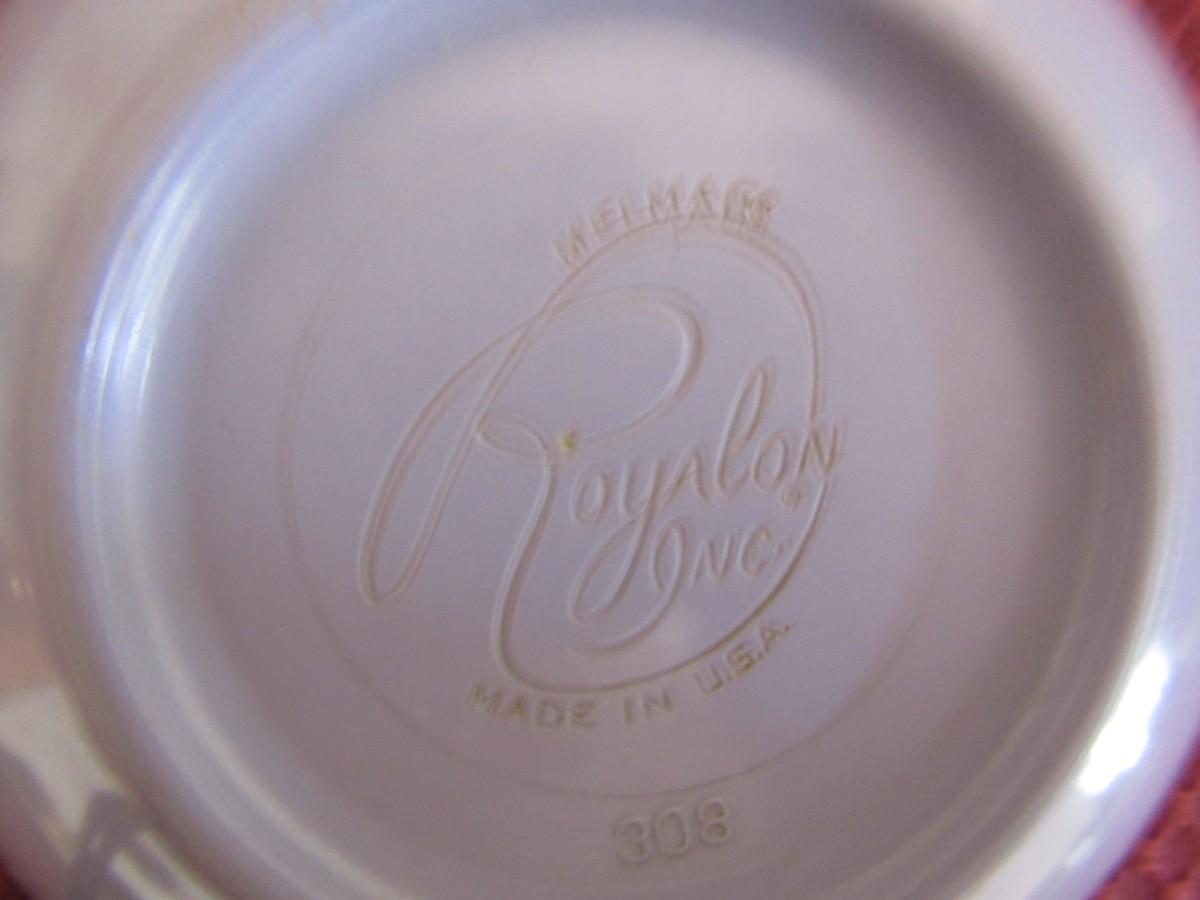 MELMAC
Royalon
®
INC.
MADE IN U.S.A.
308